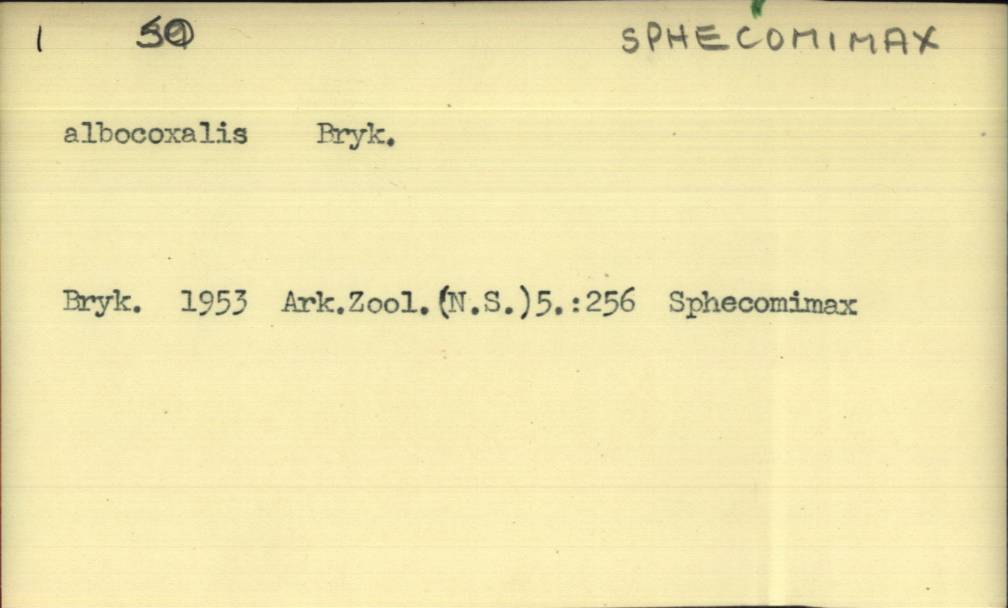 1 50 SPHECOMIMAX
albocoxalis Bryk.
Bryk. 1953 Ark.Zool.(N.S.)5.:256 Sphecomimax